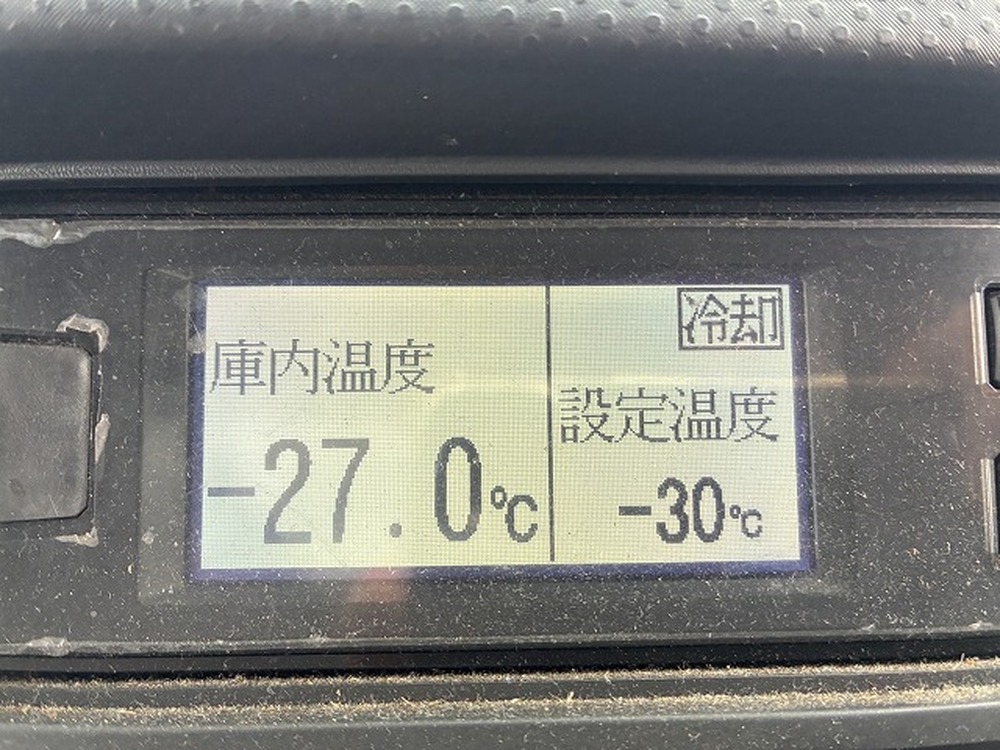 庫内温度
-27.0℃
冷却
設定温度
-30℃